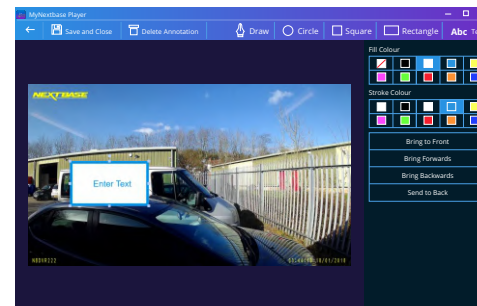 MyNextbase Player
Save and Close
Delete Annotation
Draw
Circle
Square
Rectangle
Abc
Fill Colour
NEXTBASE
Stroke Colour
Bring to Front
Bring Forwards
Enter Text
Bring Backwards
Send to Back